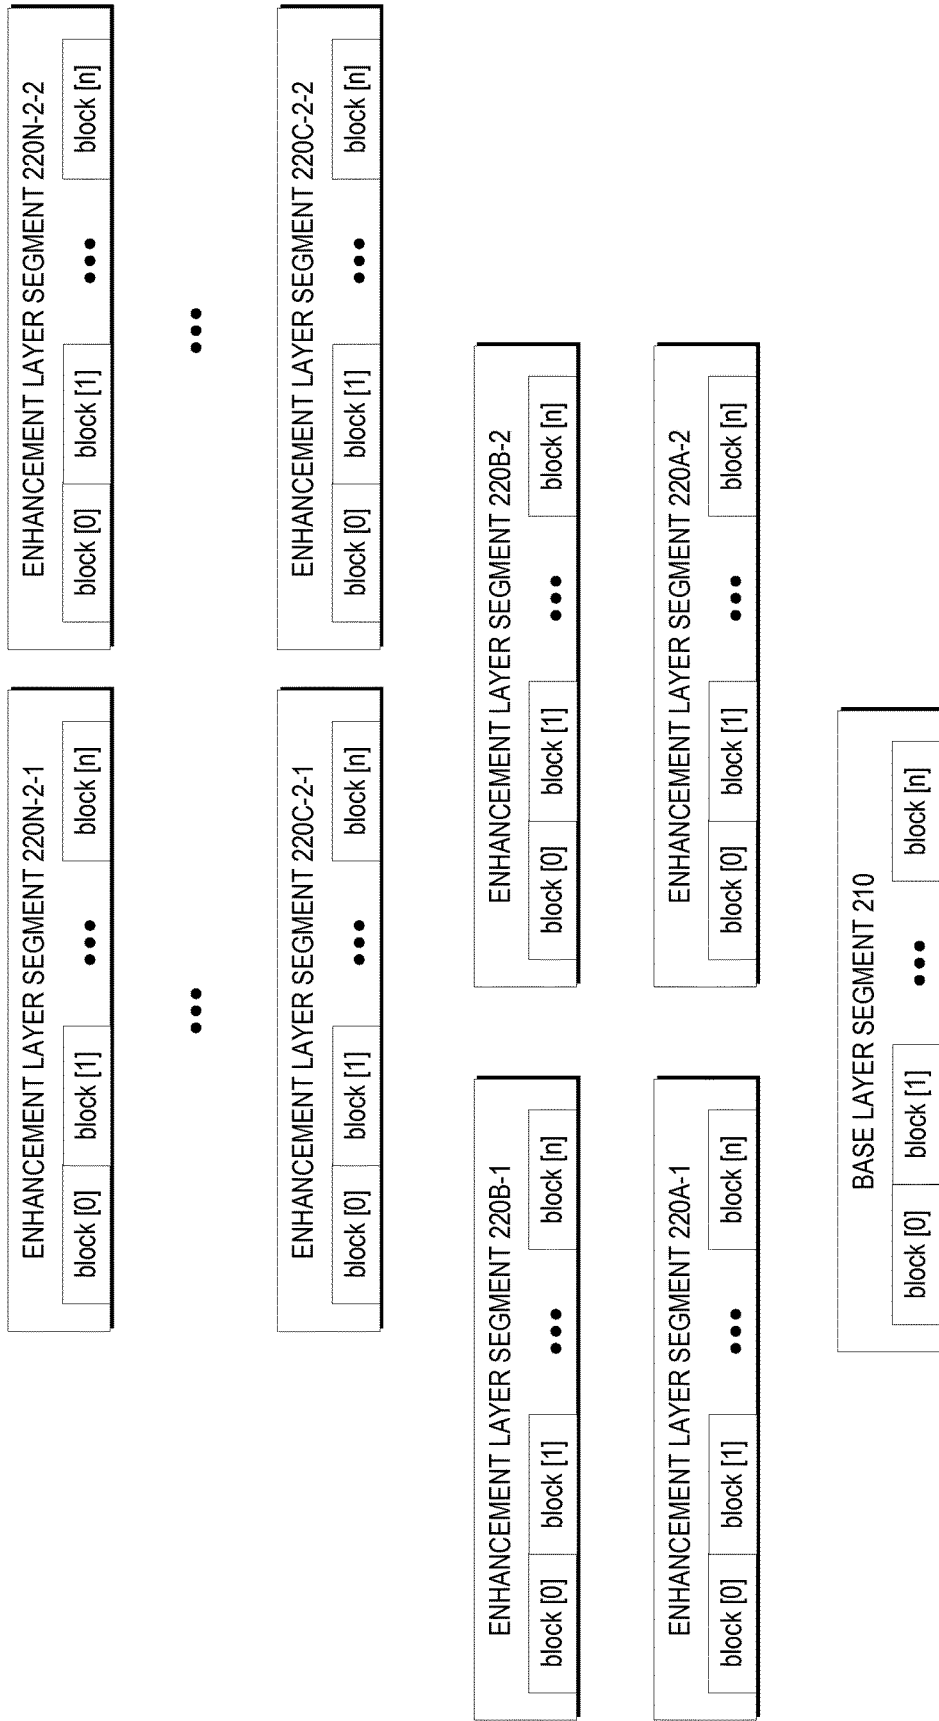 ENHANCEMENT LAYER SEGMENT 220N-2-1
block [0] block [1] ••• block [n]
ENHANCEMENT LAYER SEGMENT 220N-2-2
block [0] block [1] ••• block [n]
•••
•••
ENHANCEMENT LAYER SEGMENT 220C-2-1
block [0] block [1] ••• block [n]
ENHANCEMENT LAYER SEGMENT 220C-2-2
block [0] block [1] ••• block [n]
ENHANCEMENT LAYER SEGMENT 220B-1
block [0] block [1] ••• block [n]
ENHANCEMENT LAYER SEGMENT 220B-2
block [0] block [1] ••• block [n]
ENHANCEMENT LAYER SEGMENT 220A-1
block [0] block [1] ••• block [n]
ENHANCEMENT LAYER SEGMENT 220A-2
block [0] block [1] ••• block [n]
BASE LAYER SEGMENT 210
block [0] block [1] ••• block [n]